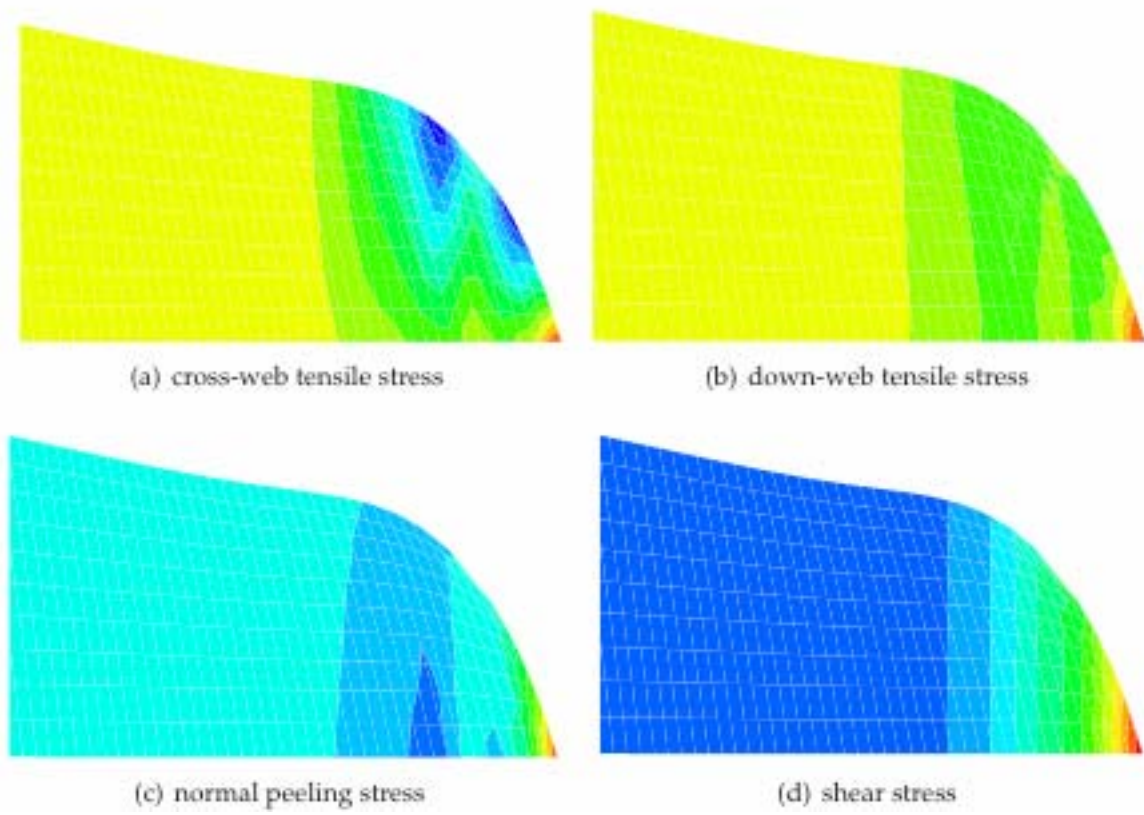 (a) cross-web tensile stress
(b) down-web tensile stress
(c) normal peeling stress
(d) shear stress